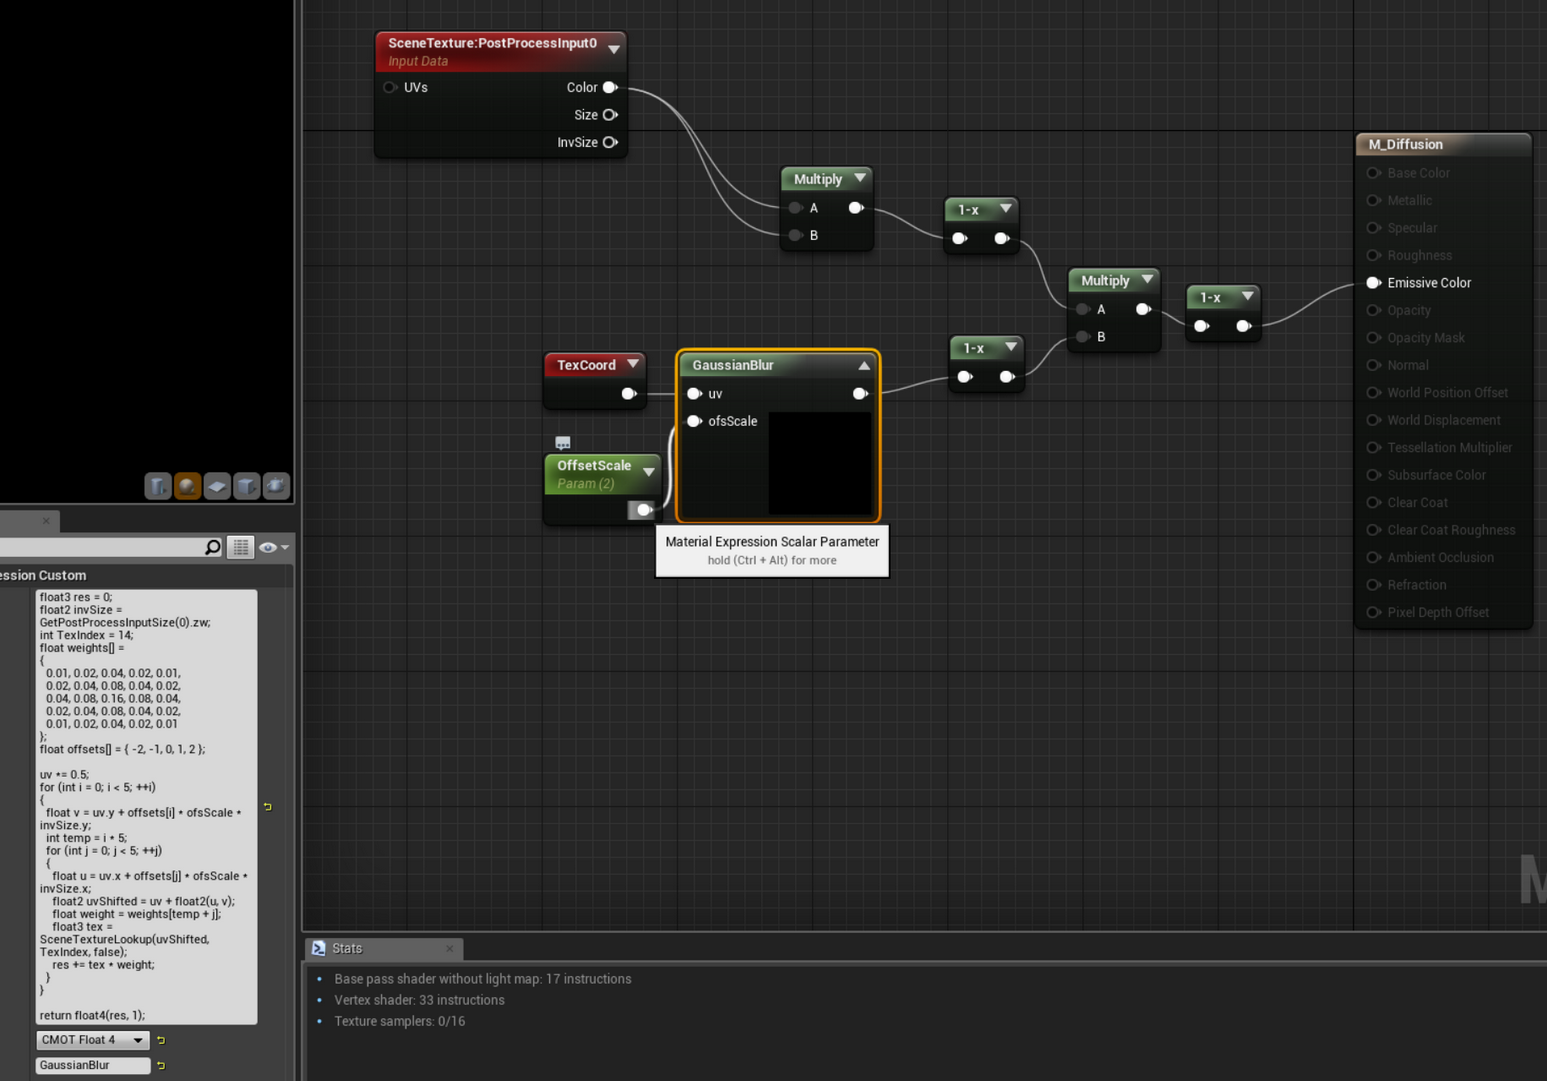 SceneTexture:PostProcessInput0
Input Data
UVs
Color
Size
InvSize
Multiply
A
B
1-x
Multiply
A
B
1-x
1-x
TexCoord
GaussianBlur
uv
ofsScale
OffsetScale
Param (2)
Material Expression Scalar Parameter
hold (Ctrl + Alt) for more
M_Diffusion
Base Color
Metallic
Specular
Roughness
Emissive Color
Opacity
Opacity Mask
Normal
World Position Offset
World Displacement
Tessellation Multiplier
Subsurface Color
Clear Coat
Clear Coat Roughness
Ambient Occlusion
Refraction
Pixel Depth Offset
ession Custom
float3 res = 0;
float2 invSize =
GetPostProcessInputSize(0).zw;
int TexIndex = 14;
float weights[] =
{
0.01, 0.02, 0.04, 0.02, 0.01,
0.02, 0.04, 0.08, 0.04, 0.02,
0.04, 0.08, 0.16, 0.08, 0.04,
0.02, 0.04, 0.08, 0.04, 0.02,
0.01, 0.02, 0.04, 0.02, 0.01
};
float offsets[] = { -2, -1, 0, 1, 2 };
uv *= 0.5;
for (int i = 0; i < 5; ++i)
{
float v = uv.y + offsets[i] * ofsScale *
invSize.y;
int temp = i * 5;
for (int j = 0; j < 5; ++j)
{
float u = uv.x + offsets[j] * ofsScale *
invSize.x;
float2 uvShifted = uv + float2(u, v);
float weight = weights[temp + j];
float3 tex =
SceneTextureLookup(uvShifted,
TexIndex, false);
res += tex * weight;
}
}
return float4(res, 1);
CMOT Float 4
GaussianBlur
M
Stats
Base pass shader without light map: 17 instructions
Vertex shader: 33 instructions
Texture samplers: 0/16